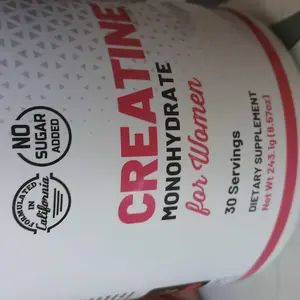 CREATINE
MONOHYDRATE
for Women
30 Servings
DIETARY SUPPLEMENT
Net Wt 243.1g (8.57oz)
NO
SUGAR
ADDED
FORMULATED
IN
California